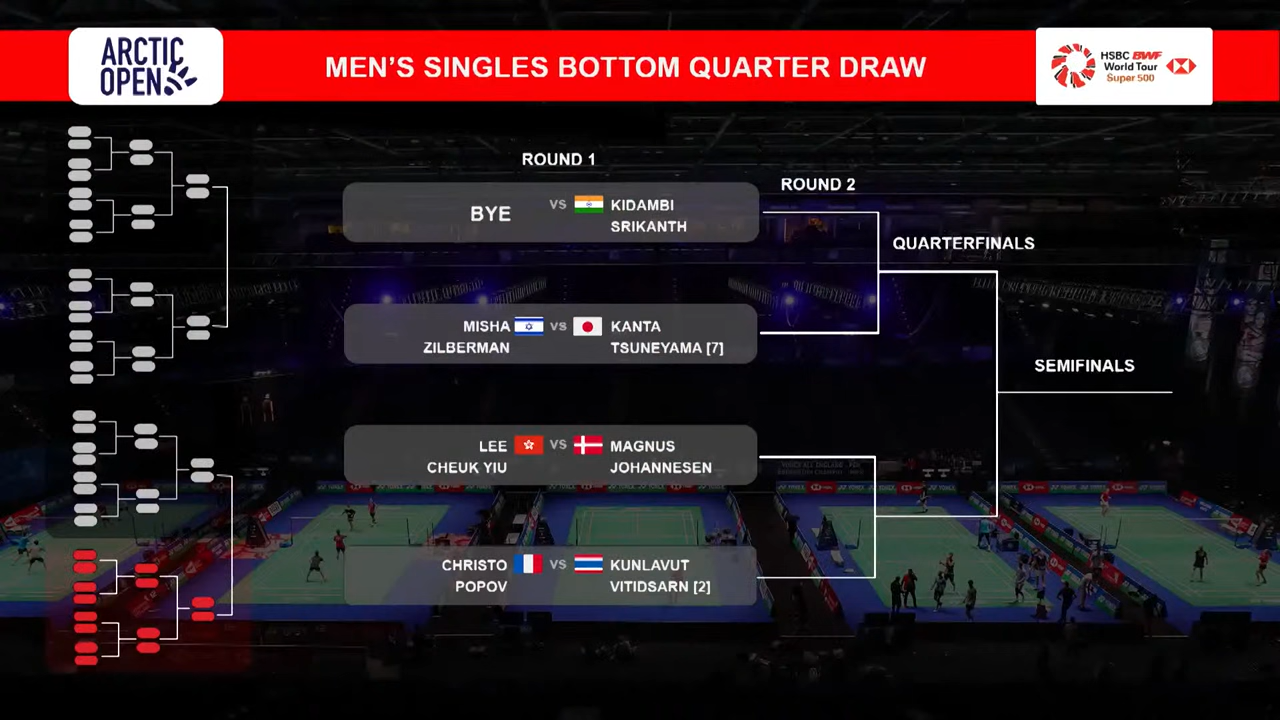 ARCTIC
OPEN
MEN'S SINGLES BOTTOM QUARTER DRAW
HSBC BWF
World Tour
Super 500
ROUND 1
ROUND 2
QUARTERFINALS
SEMIFINALS
BYE VS KIDAMBI
SRIKANTH
MISHA VS KANTA
ZILBERMAN TSUNEYAMA [7]
LEE VS MAGNUS
CHEUK YIU JOHANNESEN
CHRISTO VS KUNLAVUT
POPOV VITIDSARN [2]